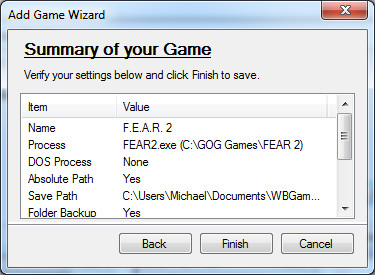 Add Game Wizard
Summary of your Game
Verify your settings below and click Finish to save.
Item Value
Name F.E.A.R. 2
Process FEAR2.exe (C:\GOG Games\FEAR 2)
DOS Process None
Absolute Path Yes
Save Path C:\Users\Michael\Documents\WBGam...
Folder Backup Yes
Back Finish Cancel